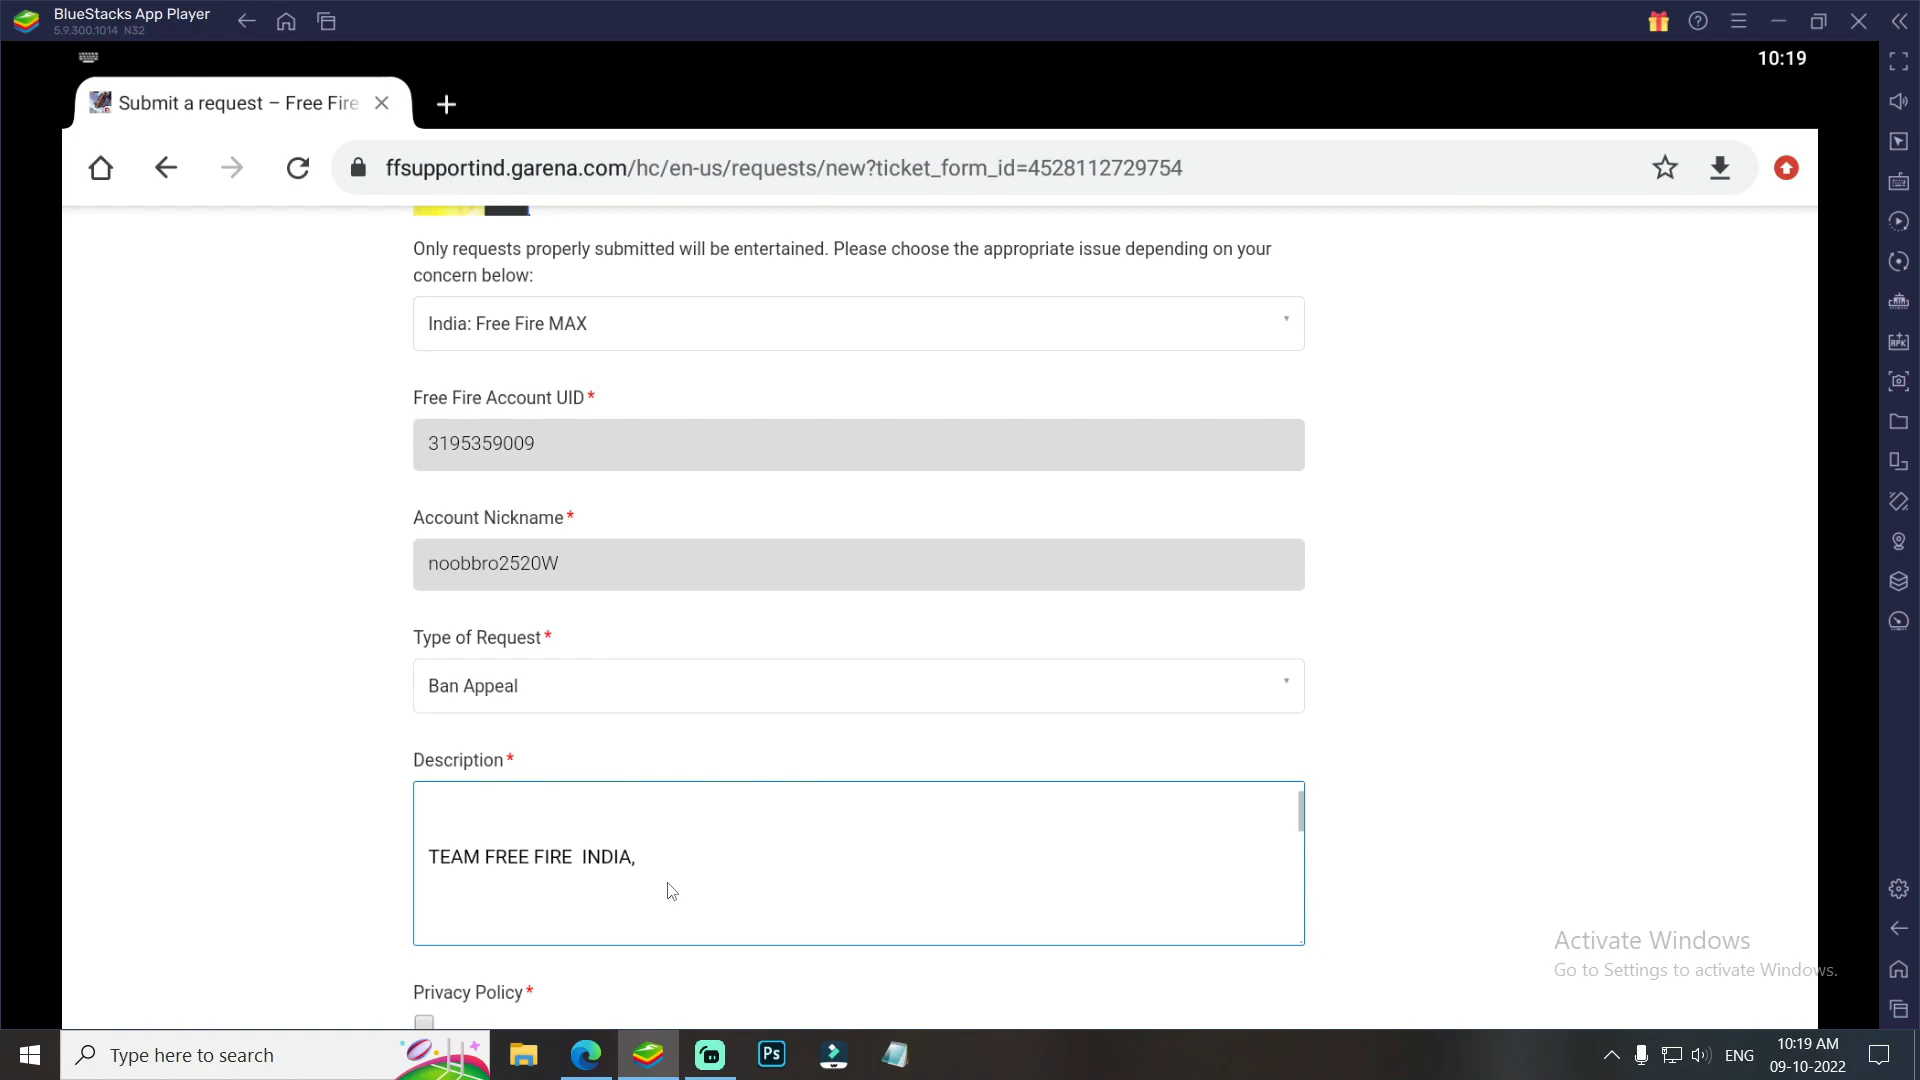 BlueStacks App Player
5.9.300.1014 N32
10:19
Submit a request – Free Fire
ffsupportind.garena.com/hc/en-us/requests/new?ticket_form_id=4528112729754
Only requests properly submitted will be entertained. Please choose the appropriate issue depending on your
concern below:
India: Free Fire MAX
Free Fire Account UID*
3195359009
Account Nickname*
noobbro2520W
Type of Request*
Ban Appeal
Description*
TEAM FREE FIRE  INDIA,
Activate Windows
Go to Settings to activate Windows.
Privacy Policy*
Type here to search
Ps
ENG
10:19 AM
09-10-2022